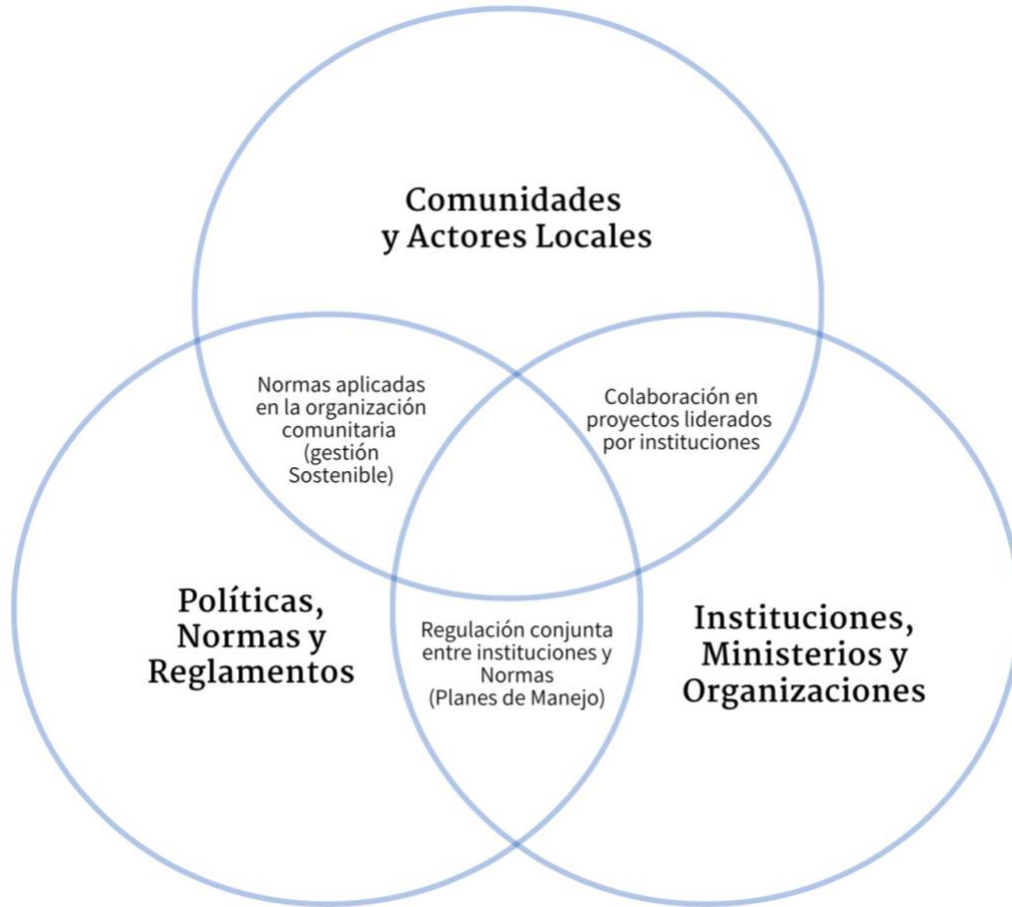 Comunidades
y Actores Locales
Normas aplicadas
en la organización
comunitaria
(gestión
Sostenible)
Colaboración en
proyectos liderados
por instituciones
Políticas,
Normas y
Reglamentos
Regulación conjunta
entre instituciones y
Normas
(Planes de Manejo)
Instituciones,
Ministerios y
Organizaciones